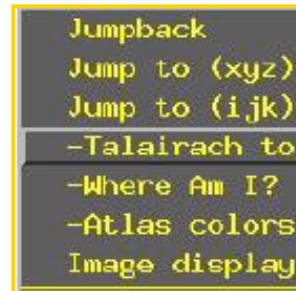 Jumpback
Jump to (xyz)
Jump to (ijk)
-Talairach to
-Where Am I?
-Atlas colors
Image display